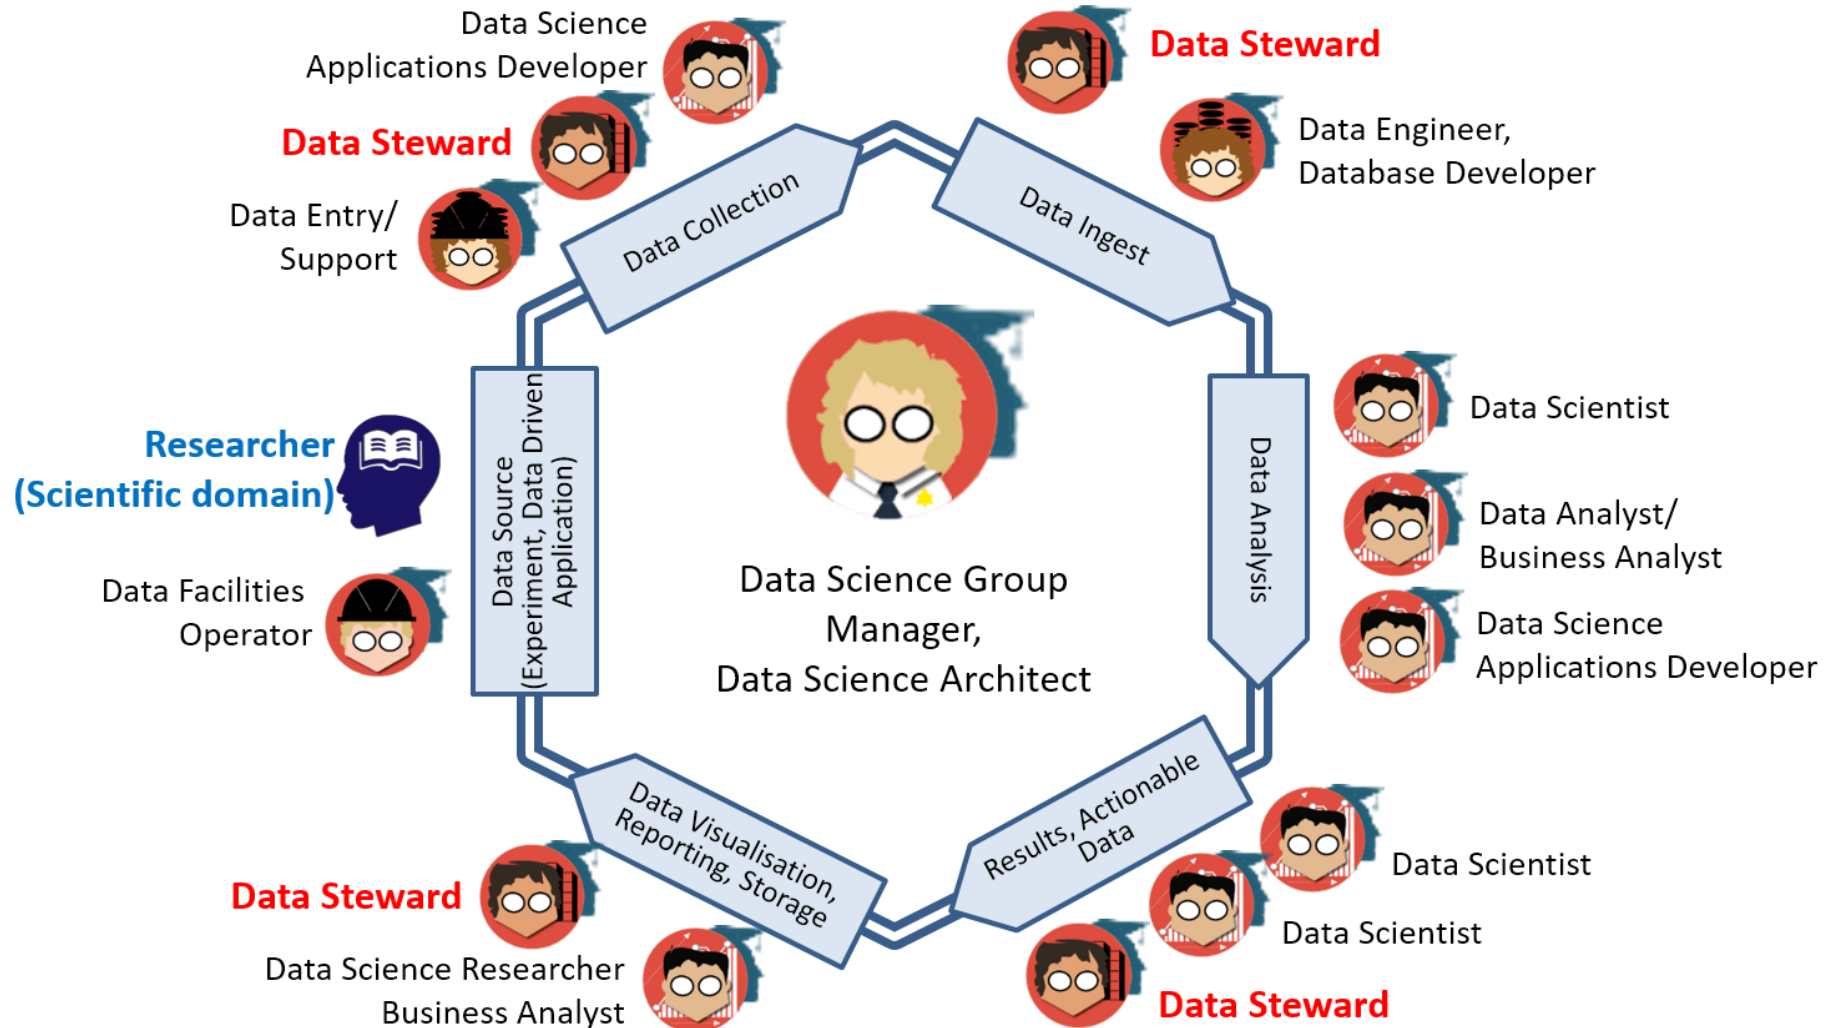 Data Science
Applications Developer
Data Steward
Data Entry/
Support
Data Collection
Data Steward
Data Engineer,
Database Developer
Data Ingest
Researcher
(Scientific domain)
Data Facilities
Operator
Data Source
(Experiment, Data Driven
Application)
Data Science Group
Manager,
Data Science Architect
Data Analysis
Data Scientist
Data Analyst/
Business Analyst
Data Science
Applications Developer
Results, Actionable
Data
Data Scientist
Data Scientist
Data Steward
Data Visualisation,
Reporting, Storage
Data Steward
Data Science Researcher
Business Analyst